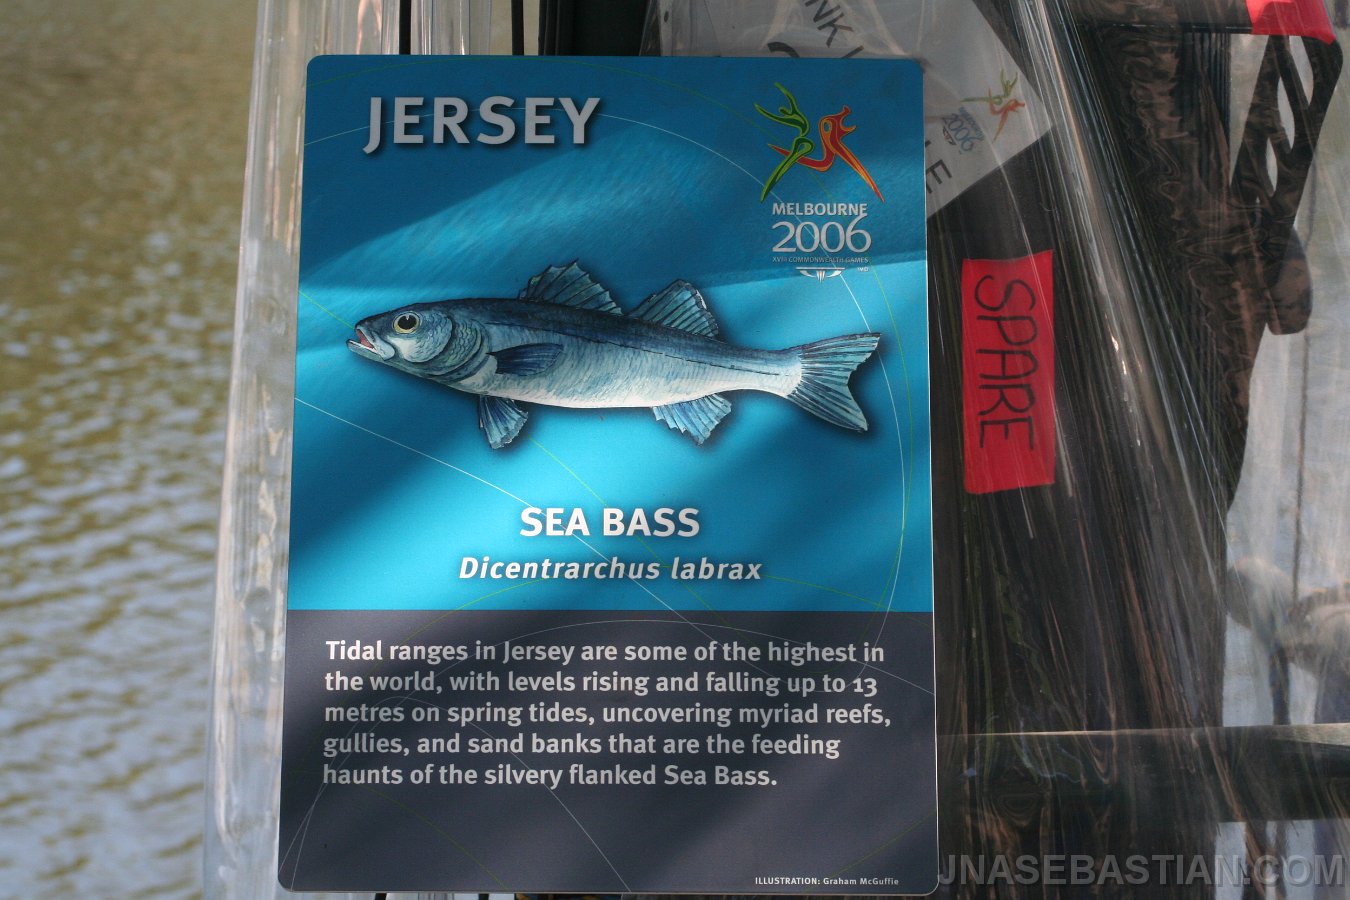 JERSEY
MELBOURNE
2006
XVIII COMMONWEALTH GAMES
SEA BASS
Dicentrarchus labrax
Tidal ranges in Jersey are some of the highest in
the world, with levels rising and falling up to 13
metres on spring tides, uncovering myriad reefs,
gullies, and sand banks that are the feeding
haunts of the silvery flanked Sea Bass.
ILLUSTRATION: Graham McGuffie
SPARE
2006
JNASEBASTIAN.COM